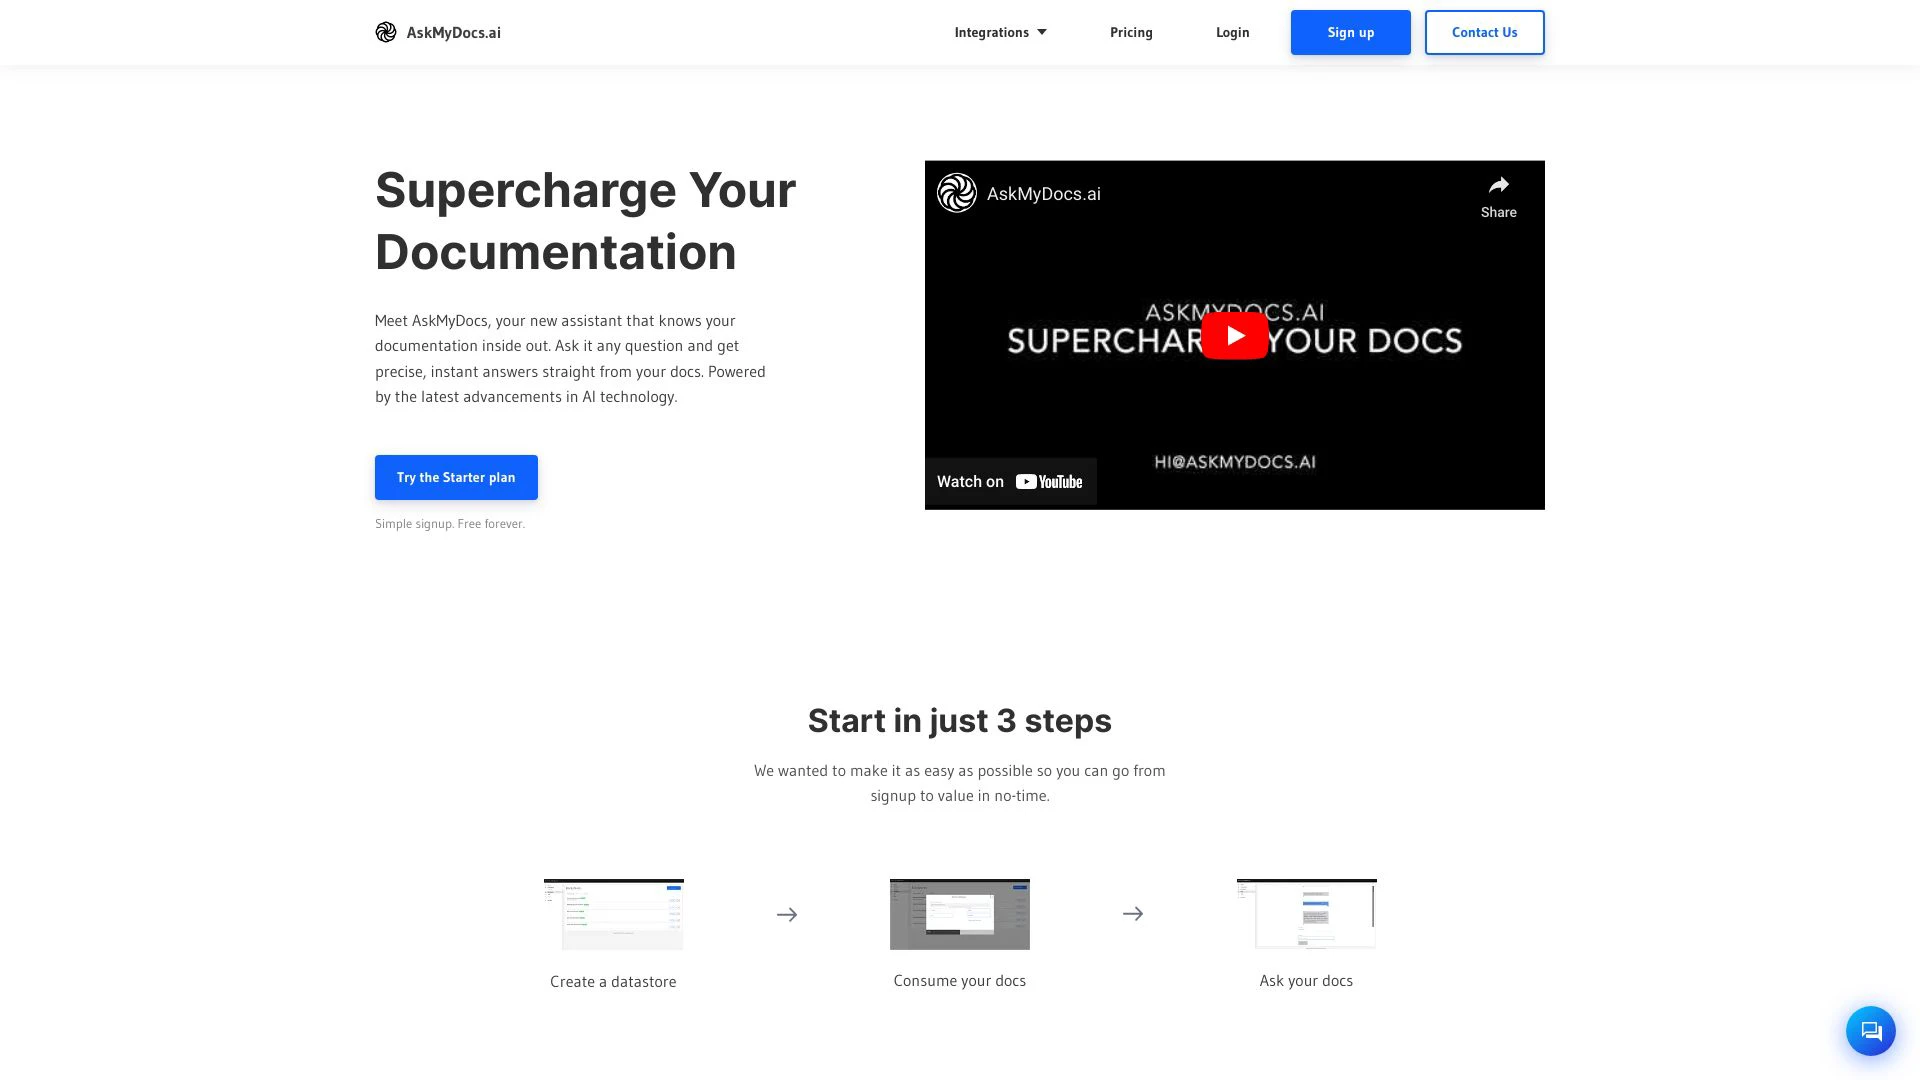 AskMyDocs.ai
Integrations
Pricing
Login
Sign up
Contact Us
Supercharge Your
Documentation
Meet AskMyDocs, your new assistant that knows your
documentation inside out. Ask it any question and get
precise, instant answers straight from your docs. Powered
by the latest advancements in AI technology.
Try the Starter plan
Simple signup. Free forever.
AskMyDocs.ai
Share
ASKMYDOCS.AI
YOUR DOCS
HI@ASKMYDOCS.AI
Watch on YouTube
Start in just 3 steps
We wanted to make it as easy as possible so you can go from
signup to value in no-time.
Create a datastore
Consume your docs
Ask your docs